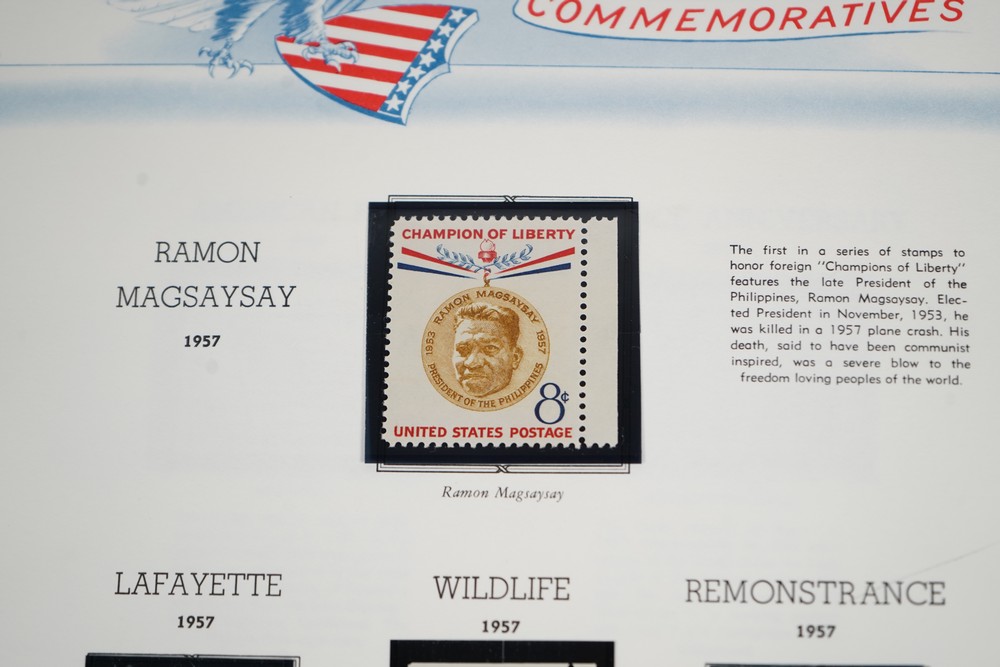 COMMEMORATIVES
RAMON
MAGSAYSAY
1957
CHAMPION OF LIBERTY
RAMON MAGSAYSAY
1953
1957
PRESIDENT OF THE PHILIPPINES
8¢
UNITED STATES POSTAGE
Ramon Magsaysay
The first in a series of stamps to
honor foreign "Champions of Liberty"
features the late President of the
Philippines, Ramon Magsaysay. Elec-
ted President in November, 1953, he
was killed in a 1957 plane crash. His
death, said to have been communist
inspired, was a severe blow to the
freedom loving peoples of the world.
LAFAYETTE
1957
WILDLIFE
1957
REMONSTRANCE
1957